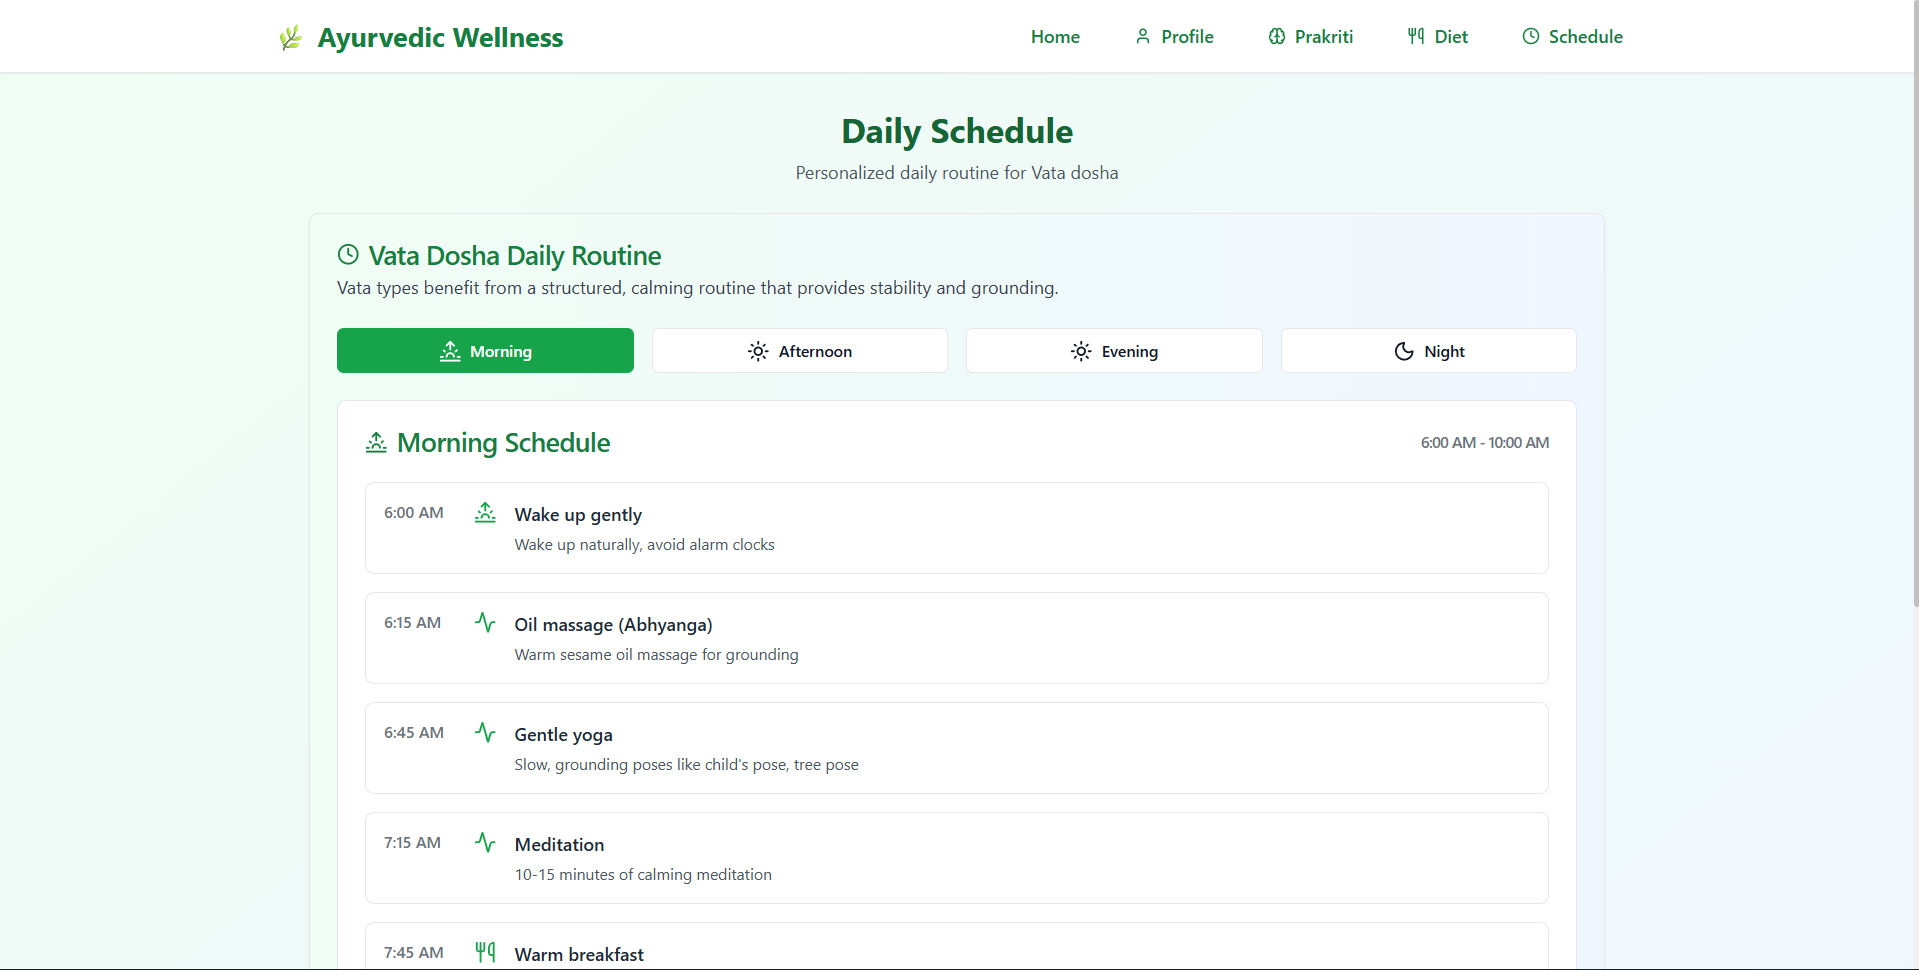 Ayurvedic Wellness
Home Profile Prakriti Diet Schedule
Daily Schedule
Personalized daily routine for Vata dosha
Vata Dosha Daily Routine
Vata types benefit from a structured, calming routine that provides stability and grounding.
Morning Afternoon Evening Night
Morning Schedule 6:00 AM - 10:00 AM
6:00 AM Wake up gently
Wake up naturally, avoid alarm clocks
6:15 AM Oil massage (Abhyanga)
Warm sesame oil massage for grounding
6:45 AM Gentle yoga
Slow, grounding poses like child's pose, tree pose
7:15 AM Meditation
10-15 minutes of calming meditation
7:45 AM Warm breakfast